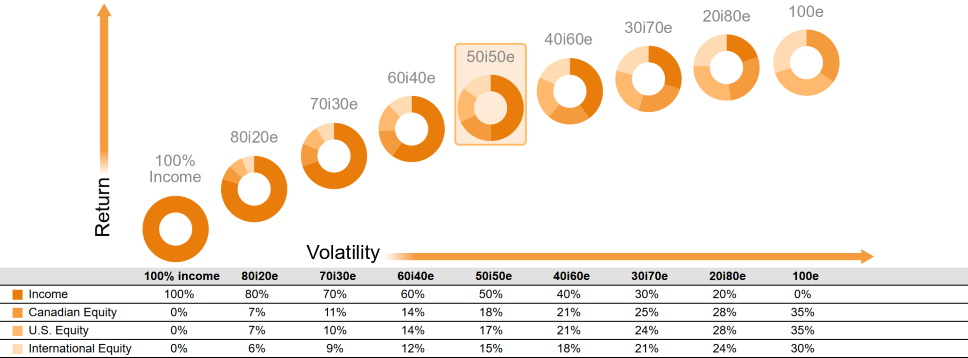 100e
20i80e
30i70e
40i60e
50i50e
60i40e
70i30e
80i20e
100%
Income
Return
Volatility
100% income 80i20e 70i30e 60i40e 50i50e 40i60e 30i70e 20i80e 100e
Income 100% 80% 70% 60% 50% 40% 30% 20% 0%
Canadian Equity 0% 7% 11% 14% 18% 21% 25% 28% 35%
U.S. Equity 0% 7% 10% 14% 17% 21% 24% 28% 35%
International Equity 0% 6% 9% 12% 15% 18% 21% 24% 30%